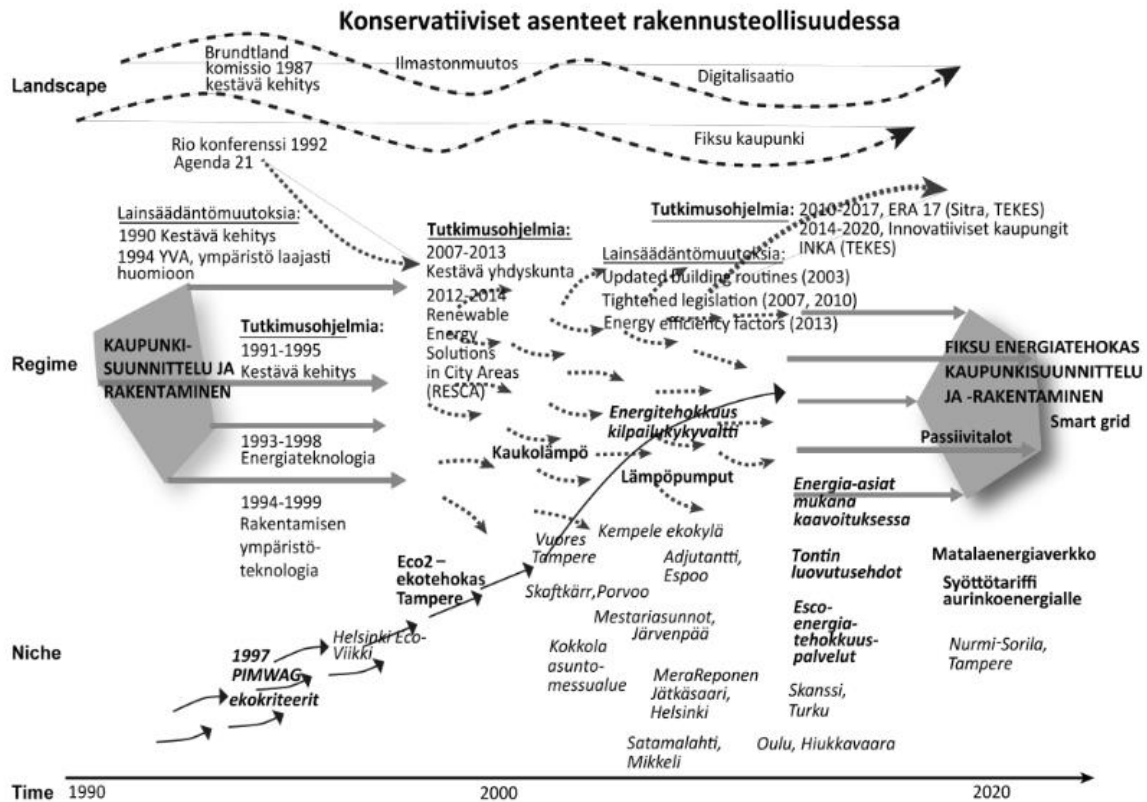 Konservatiiviset asenteet rakennusteollisuudessa
Landscape
Brundtland
komissio 1987
kestävä kehitys
Ilmastonmuutos
Digitalisaatio
Fiksu kaupunki
Rio konferenssi 1992
Agenda 21
Lainsäädäntömuutoksia:
1990 Kestävä kehitys
1994 YVA, ympäristö laajasti
huomioon
Tutkimusohjelmia:
2007-2013
Kestävä yhdyskunta
2012-2014
Renewable
Energy
Solutions
in City Areas
(RESCA)
Tutkimusohjelmia: 2010-2017, ERA 17 (Sitra, TEKES)
2014-2020, Innovatiiviset kaupungit
INKA (TEKES)
Lainsäädäntömuutoksia:
Updated building routines (2003)
Tightened legislation (2007, 2010)
Energy efficiency factors (2013)
Regime
KAUPUNKI-
SUUNNITTELU JA
RAKENTAMINEN
Tutkimusohjelmia:
1991-1995
Kestävä kehitys
1993-1998
Energiateknologia
1994-1999
Rakentamisen
ympäristö-
teknologia
FIKSU ENERGIATEHOKAS
KAUPUNKISUUNNITTELU
JA -RAKENTAMINEN
Smart grid
Passiivitalot
Energitehokkuus
kilpailukykyvaltti
Kaukolämpö
Lämpöpumput
Energia-asiat
mukana
kaavoituksessa
Vuores
Tampere
Kempele ekokylä
Adjutantti,
Espoo
Eco2 –
ekotehokas
Tampere
Skaftkärr,Porvoo
Tontin
luovutusehdot
Matalaenergiaverkko
Syöttötariffi
aurinkoenergialle
Mestariasunnot,
Järvenpää
Esco-
energia-
tehokkuus-
palvelut
Niche
Helsinki Eco-
Viikki
1997
PIMWAG
ekokriteerit
Kokkola
asunto-
messualue
MeraReponen
Jätkäsaari,
Helsinki
Nurmi-Sorila,
Tampere
Skanssi,
Turku
Satamalahti,
Mikkeli
Oulu, Hiukkavaara
Time 1990 2000 2020